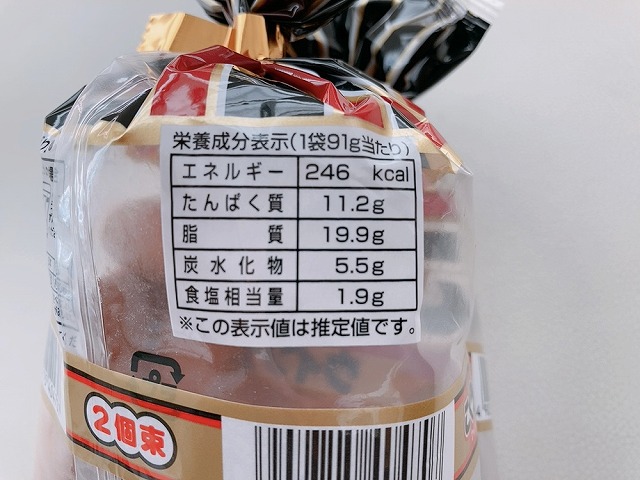 栄養成分表示(1袋91g当たり)
エネルギー 246 kcal
たんぱく質 11.2g
脂質 19.9g
炭水化物 5.5g
食塩相当量 1.9g
※この表示値は推定値です。
2個束